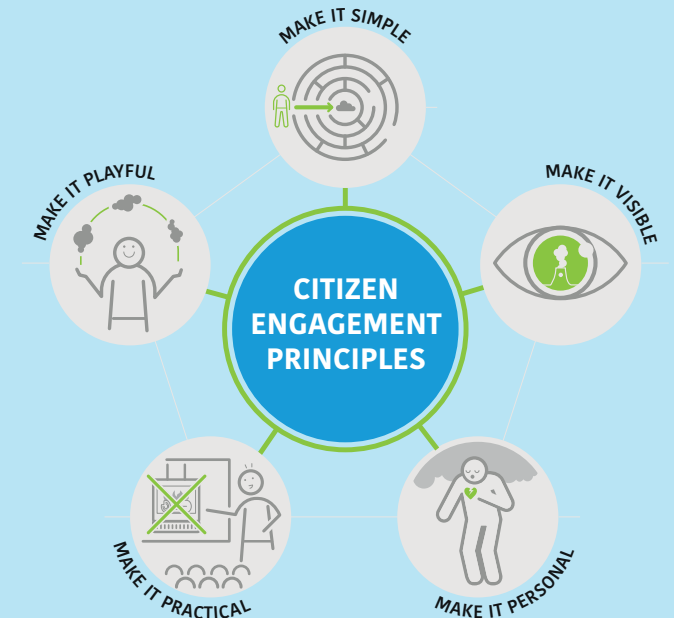 MAKE IT SIMPLE
MAKE IT PLAYFUL
MAKE IT VISIBLE
CITIZEN
ENGAGEMENT
PRINCIPLES
MAKE IT PRACTICAL
MAKE IT PERSONAL